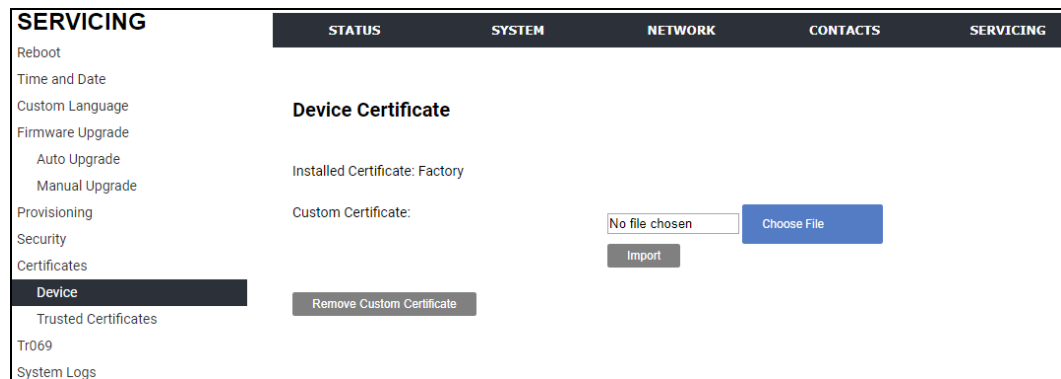 SERVICING
STATUS SYSTEM NETWORK CONTACTS SERVICING
Reboot
Time and Date
Custom Language
Firmware Upgrade
Auto Upgrade
Manual Upgrade
Provisioning
Security
Certificates
Device
Trusted Certificates
Tr069
System Logs
Device Certificate
Installed Certificate: Factory
Custom Certificate:
No file chosen Choose File
Import
Remove Custom Certificate